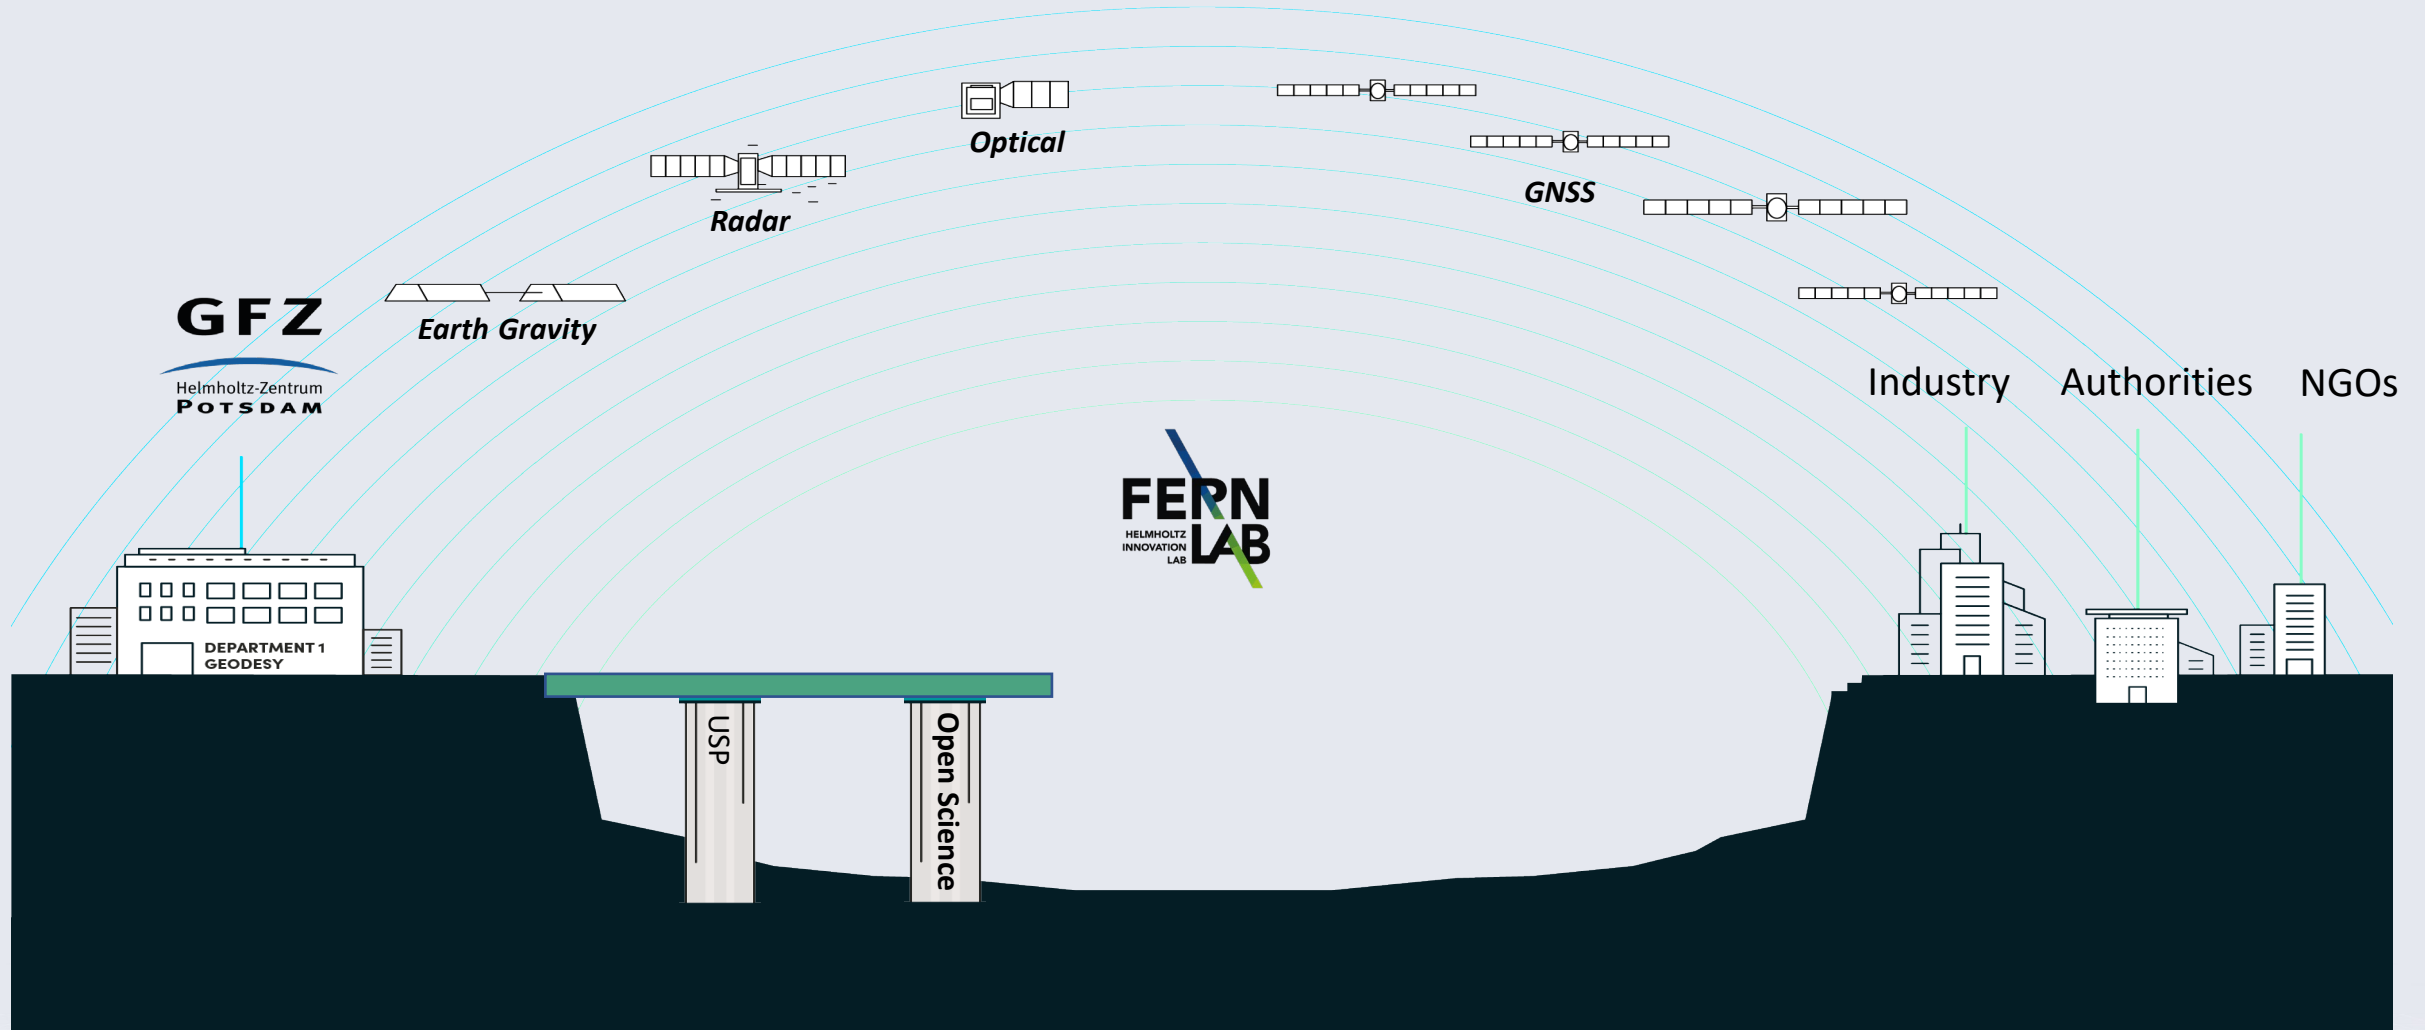 Optical
Radar
GNSS
Earth Gravity
GFZ
Helmholtz-Zentrum
POTSDAM
Industry
Authorities
NGOs
FERN
LAB
HELMHOLTZ
INNOVATION
LAB
DEPARTMENT 1
GEODESY
USP
Open Science